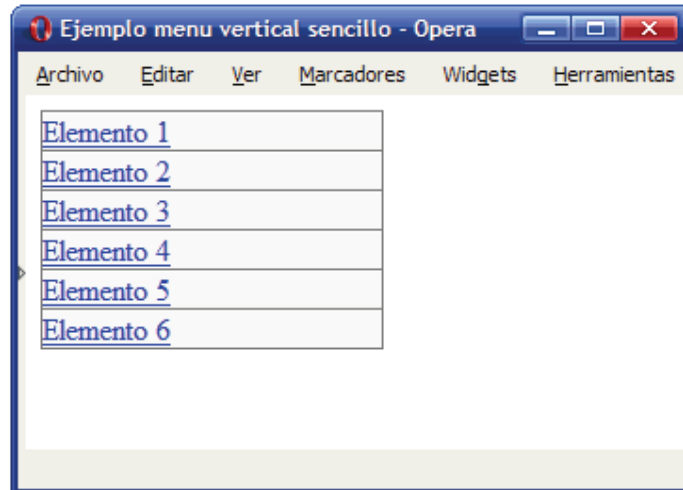 Ejemplo menu vertical sencillo - Opera
Archivo Editar Ver Marcadores Widgets Herramientas
Elemento 1
Elemento 2
Elemento 3
Elemento 4
Elemento 5
Elemento 6